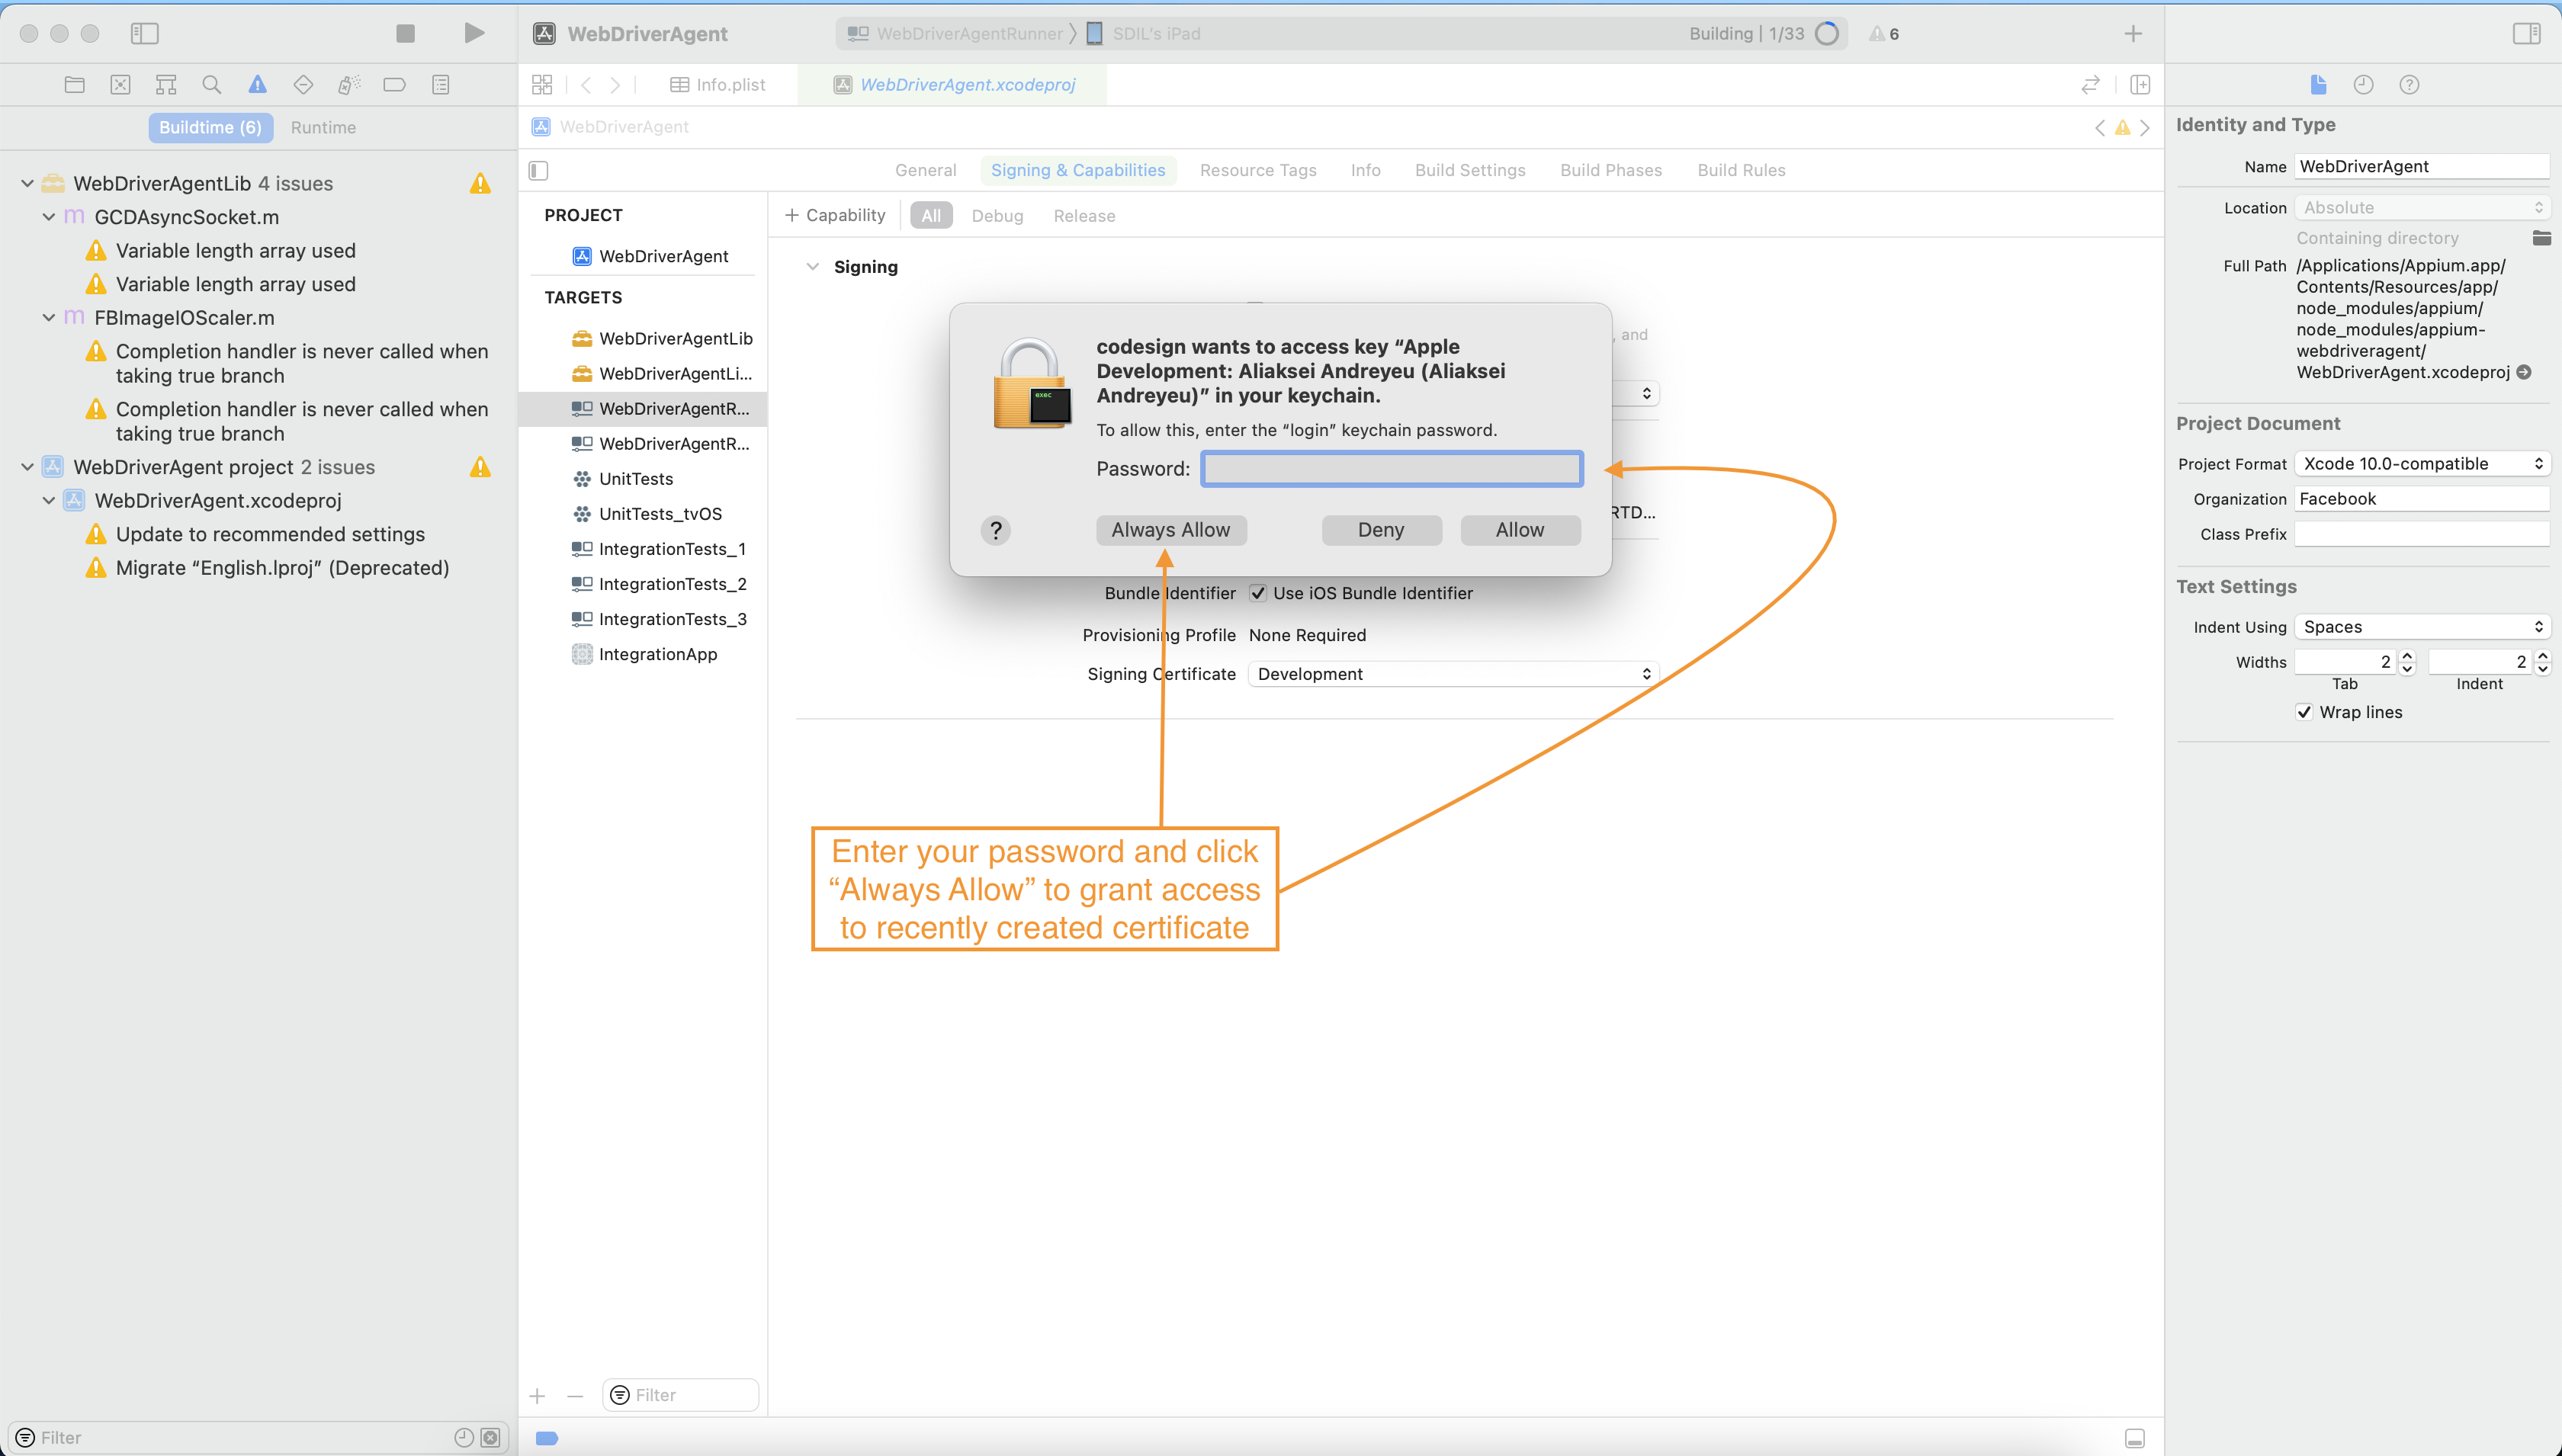 WebDriverAgent
WebDriverAgentRunner
SDIL's iPad
Building | 1/33
6
Info.plist
WebDriverAgent.xcodeproj
Buildtime (6)
Runtime
WebDriverAgent
Identity and Type
General
Signing & Capabilities
Resource Tags
Info
Build Settings
Build Phases
Build Rules
WebDriverAgentLib 4 issues
GCDAsyncSocket.m
Variable length array used
Variable length array used
FBImageIOScaler.m
Completion handler is never called when
taking true branch
Completion handler is never called when
taking true branch
WebDriverAgent project 2 issues
WebDriverAgent.xcodeproj
Update to recommended settings
Migrate “English.lproj” (Deprecated)
Filter
PROJECT
WebDriverAgent
TARGETS
WebDriverAgentLib
WebDriverAgentLi...
WebDriverAgentR...
WebDriverAgentR...
UnitTests
UnitTests_tvOS
IntegrationTests_1
IntegrationTests_2
IntegrationTests_3
IntegrationApp
Filter
+ Capability
All
Debug
Release
Signing
, and
codesign wants to access key “Apple
Development: Aliaksei Andreyeu (Aliaksei
Andreyeu)” in your keychain.
To allow this, enter the “login” keychain password.
Password:
?
Always Allow
Deny
Allow
RTD...
Bundle Identifier
Use iOS Bundle Identifier
Provisioning Profile
None Required
Signing Certificate
Development
Enter your password and click
“Always Allow” to grant access
to recently created certificate
Name
WebDriverAgent
Location
Absolute
Containing directory
Full Path
/Applications/Appium.app/
Contents/Resources/app/
node_modules/appium/
node_modules/appium-
webdriveragent/
WebDriverAgent.xcodeproj
Project Document
Project Format
Xcode 10.0-compatible
Organization
Facebook
Class Prefix
Text Settings
Indent Using
Spaces
Widths
2
2
Tab
Indent
Wrap lines